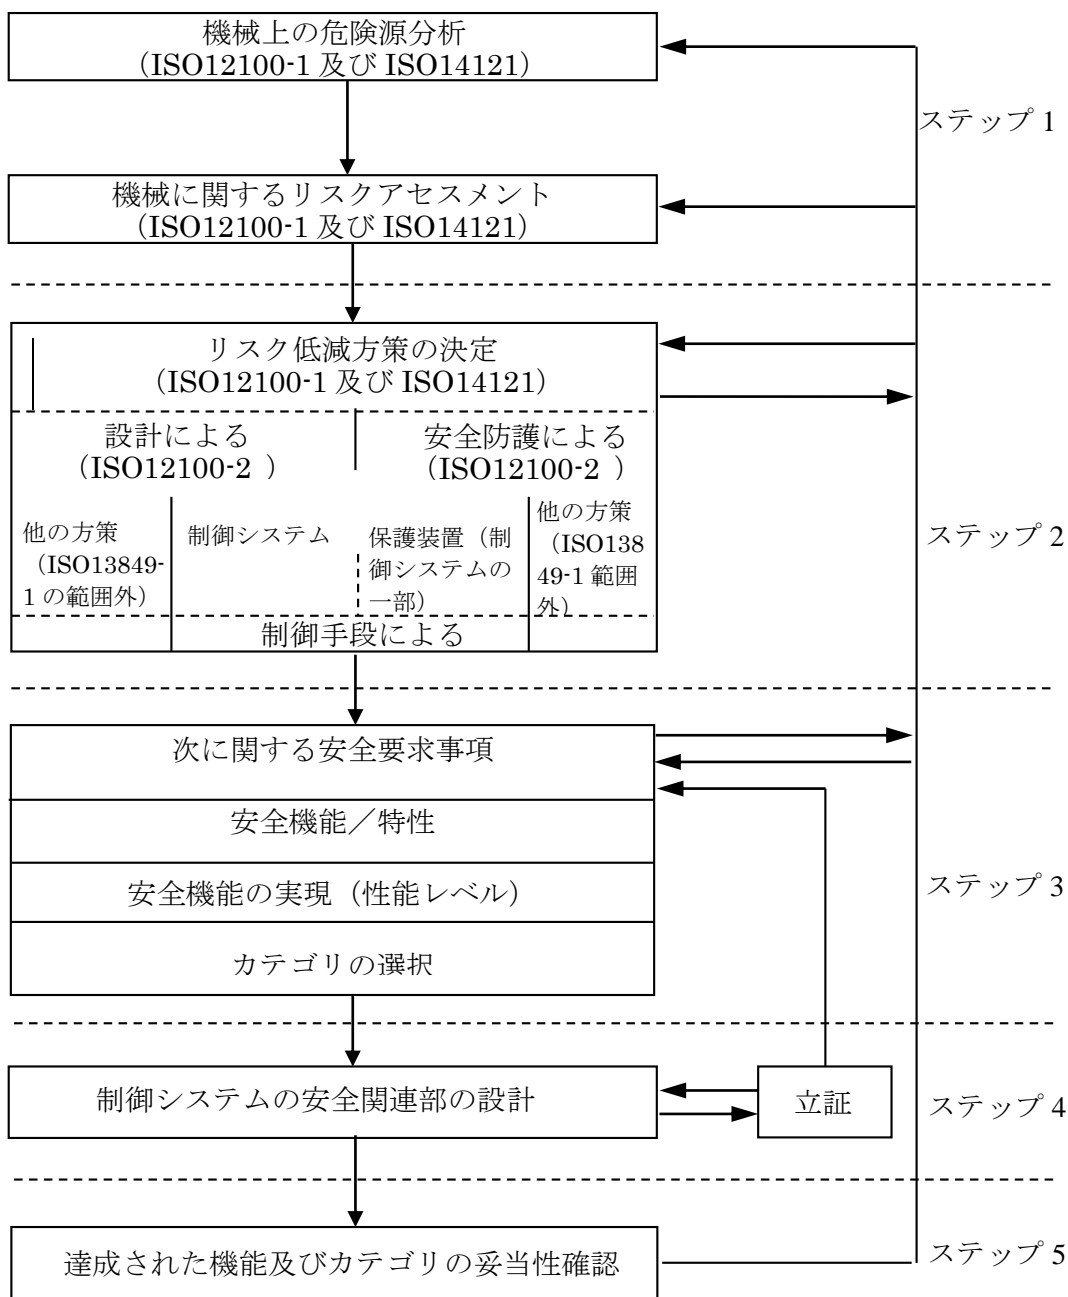 機械上の危険源分析
（ISO12100-1 及び ISO14121）
ステップ 1
機械に関するリスクアセスメント
（ISO12100-1 及び ISO14121）
リスク低減方策の決定
（ISO12100-1 及び ISO14121）
設計による
（ISO12100-2 ）
安全防護による
（ISO12100-2 ）
他の方策
（ISO13849-
1 の範囲外）
制御システム
保護装置（制
御システムの
一部）
他の方策
（ISO138
49-1 範囲
外）
制御手段による
ステップ 2
次に関する安全要求事項
安全機能／特性
安全機能の実現（性能レベル）
カテゴリの選択
ステップ 3
制御システムの安全関連部の設計
立証
ステップ 4
達成された機能及びカテゴリの妥当性確認
ステップ 5